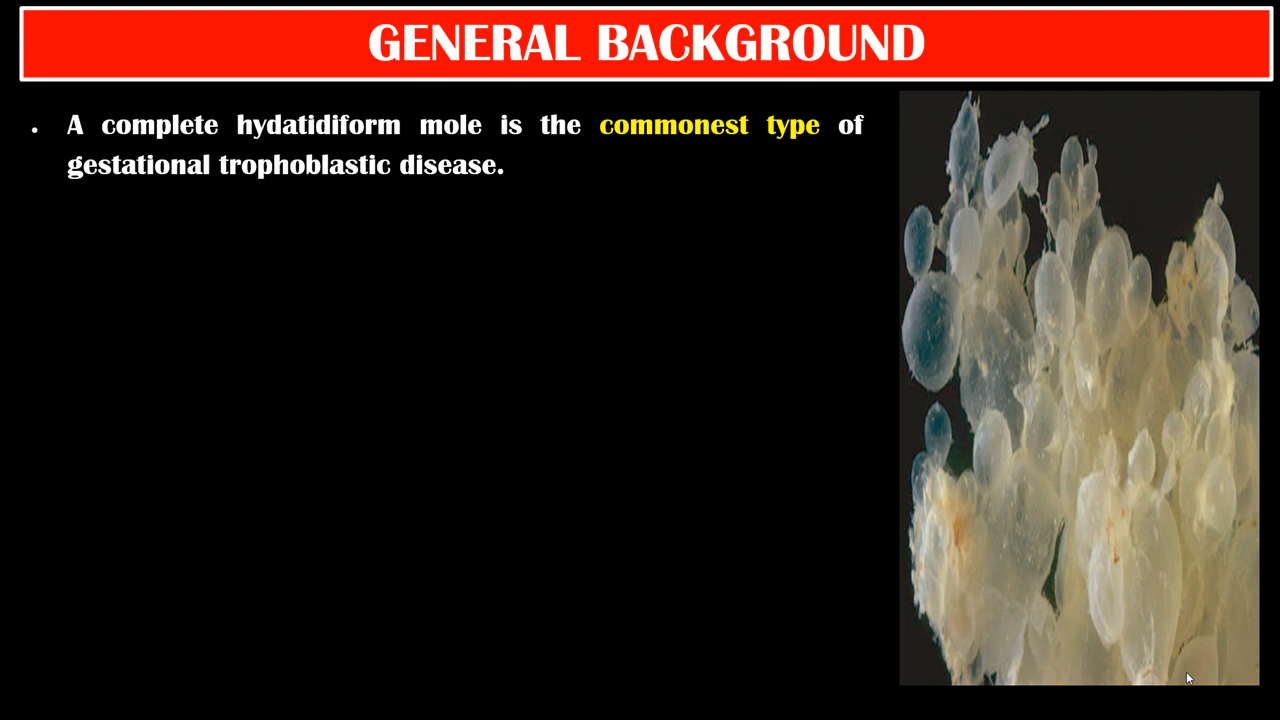 GENERAL BACKGROUND
• A complete hydatidiform mole is the commonest type of
gestational trophoblastic disease.